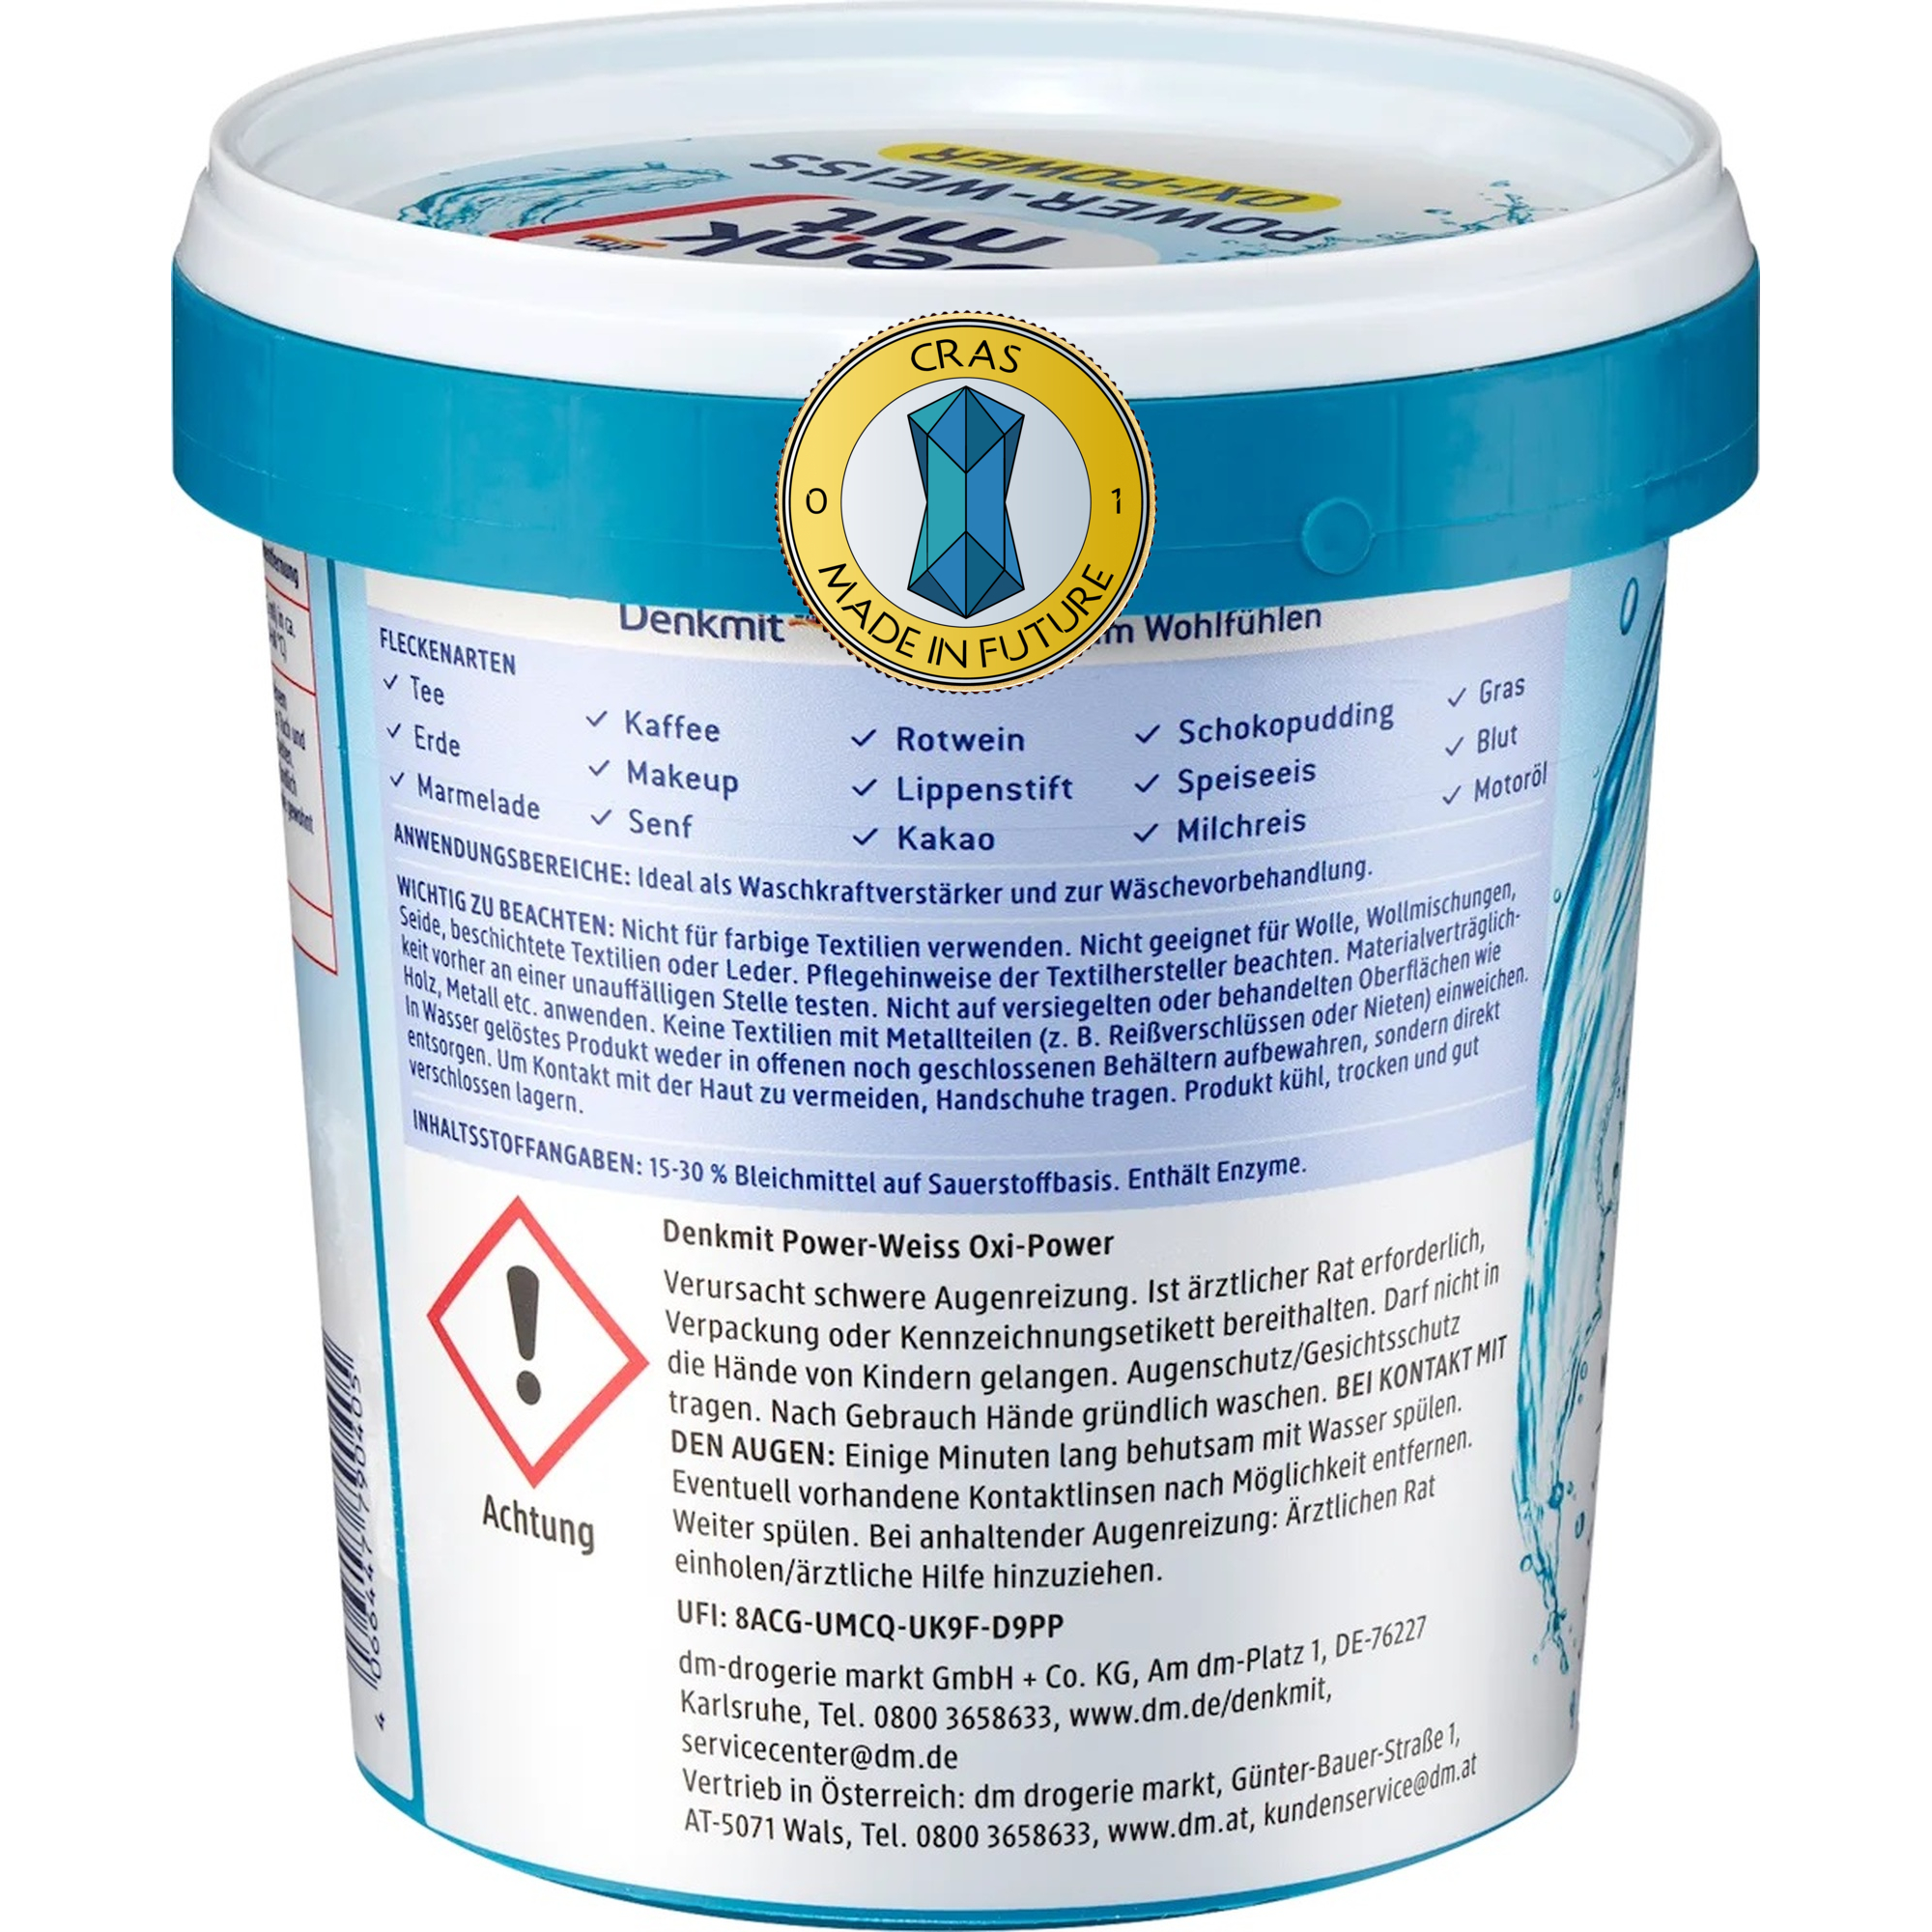 POWER-WEISS
OXI-POWER
Denk
mit
dm
CRAS
0 1
MADE IN FUTURE
Denkmit
m Wohlfühlen
FLECKENARTEN
✓ Tee ✓ Kaffee ✓ Rotwein ✓ Schokopudding ✓ Gras
✓ Erde ✓ Makeup ✓ Lippenstift ✓ Speiseeis ✓ Blut
✓ Marmelade ✓ Senf ✓ Kakao ✓ Milchreis ✓ Motoröl
ANWENDUNGSBEREICHE: Ideal als Waschkraftverstärker und zur Wäschevorbehandlung.
WICHTIG ZU BEACHTEN: Nicht für farbige Textilien verwenden. Nicht geeignet für Wolle, Wollmischungen,
Seide, beschichtete Textilien oder Leder. Pflegehinweise der Textilhersteller beachten. Materialverträglich-
keit vorher an einer unauffälligen Stelle testen. Nicht auf versiegelten oder behandelten Oberflächen wie
Holz, Metall etc. anwenden. Keine Textilien mit Metallteilen (z. B. Reißverschlüssen oder Nieten) einweichen.
In Wasser gelöstes Produkt weder in offenen noch geschlossenen Behältern aufbewahren, sondern direkt
entsorgen. Um Kontakt mit der Haut zu vermeiden, Handschuhe tragen. Produkt kühl, trocken und gut
verschlossen lagern.
INHALTSSTOFFANGABEN: 15-30 % Bleichmittel auf Sauerstoffbasis. Enthält Enzyme.
Achtung
Denkmit Power-Weiss Oxi-Power
Verursacht schwere Augenreizung. Ist ärztlicher Rat erforderlich,
Verpackung oder Kennzeichnungsetikett bereithalten. Darf nicht in
die Hände von Kindern gelangen. Augenschutz/Gesichtsschutz
tragen. Nach Gebrauch Hände gründlich waschen. BEI KONTAKT MIT
DEN AUGEN: Einige Minuten lang behutsam mit Wasser spülen.
Eventuell vorhandene Kontaktlinsen nach Möglichkeit entfernen.
Weiter spülen. Bei anhaltender Augenreizung: Ärztlichen Rat
einholen/ärztliche Hilfe hinzuziehen.
UFI: 8ACG-UMCQ-UK9F-D9PP
dm-drogerie markt GmbH + Co. KG, Am dm-Platz 1, DE-76227
Karlsruhe, Tel. 0800 3658633, www.dm.de/denkmit,
servicecenter@dm.de
Vertrieb in Österreich: dm drogerie markt, Günter-Bauer-Straße 1,
AT-5071 Wals, Tel. 0800 3658633, www.dm.at, kundenservice@dm.at
4 066447 790405